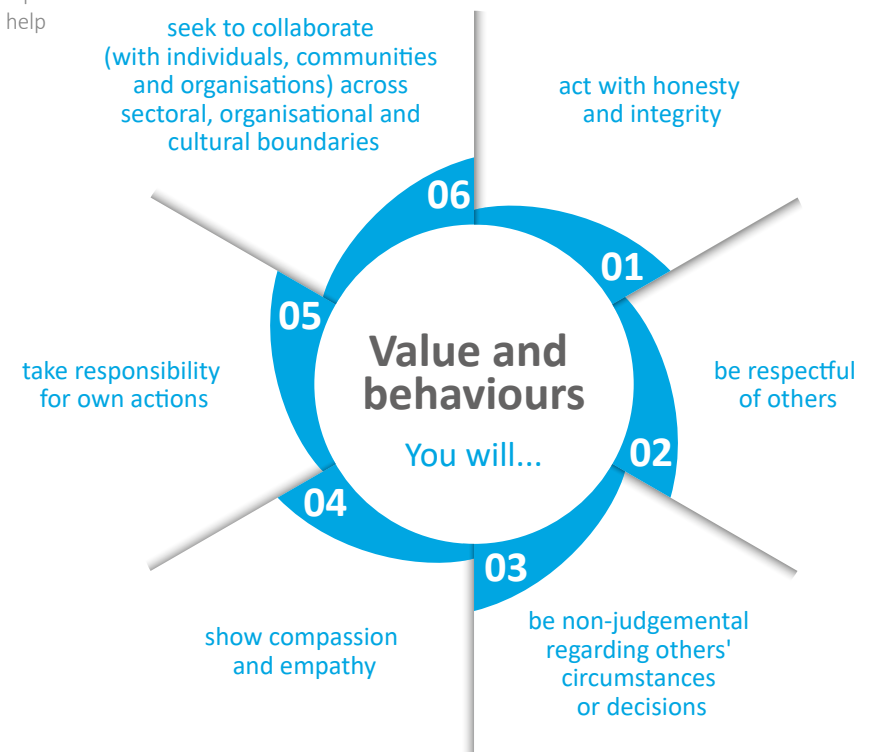 help
Value and
behaviours
You will...
01
act with honesty
and integrity
02
be respectful
of others
03
be non-judgemental
regarding others'
circumstances
or decisions
04
show compassion
and empathy
05
take responsibility
for own actions
06
seek to collaborate
(with individuals, communities
and organisations) across
sectoral, organisational and
cultural boundaries